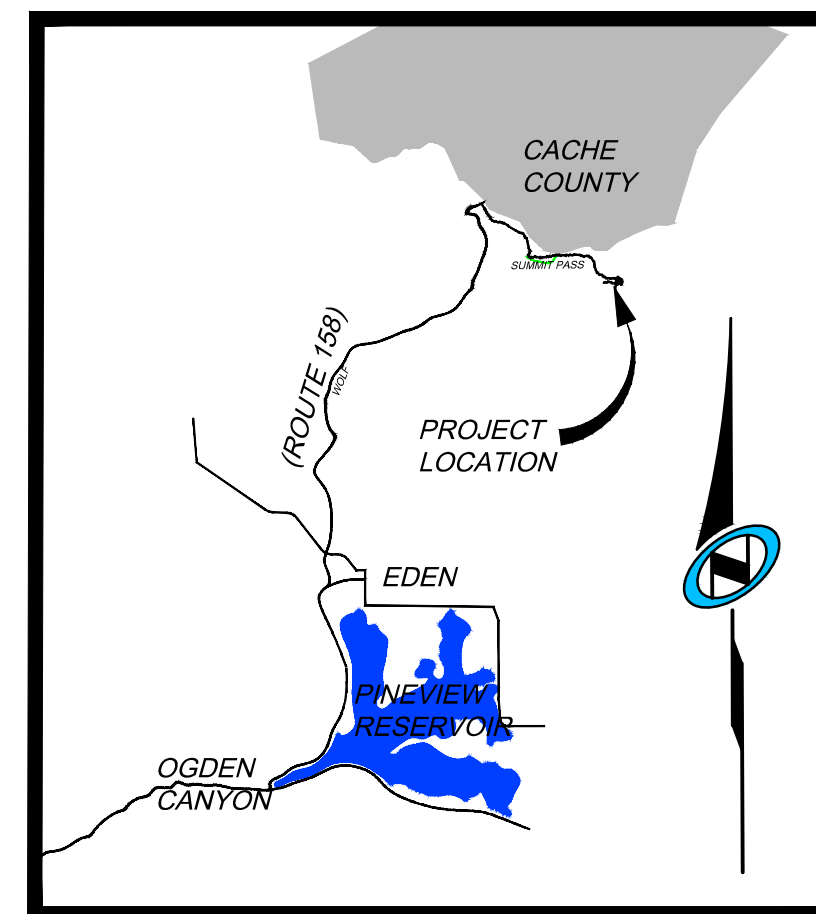 CACHE
COUNTY
SUMMIT PASS
(ROUTE 158)
WOLF
PROJECT
LOCATION
N
EDEN
PINEVIEW
RESERVOIR
OGDEN
CANYON